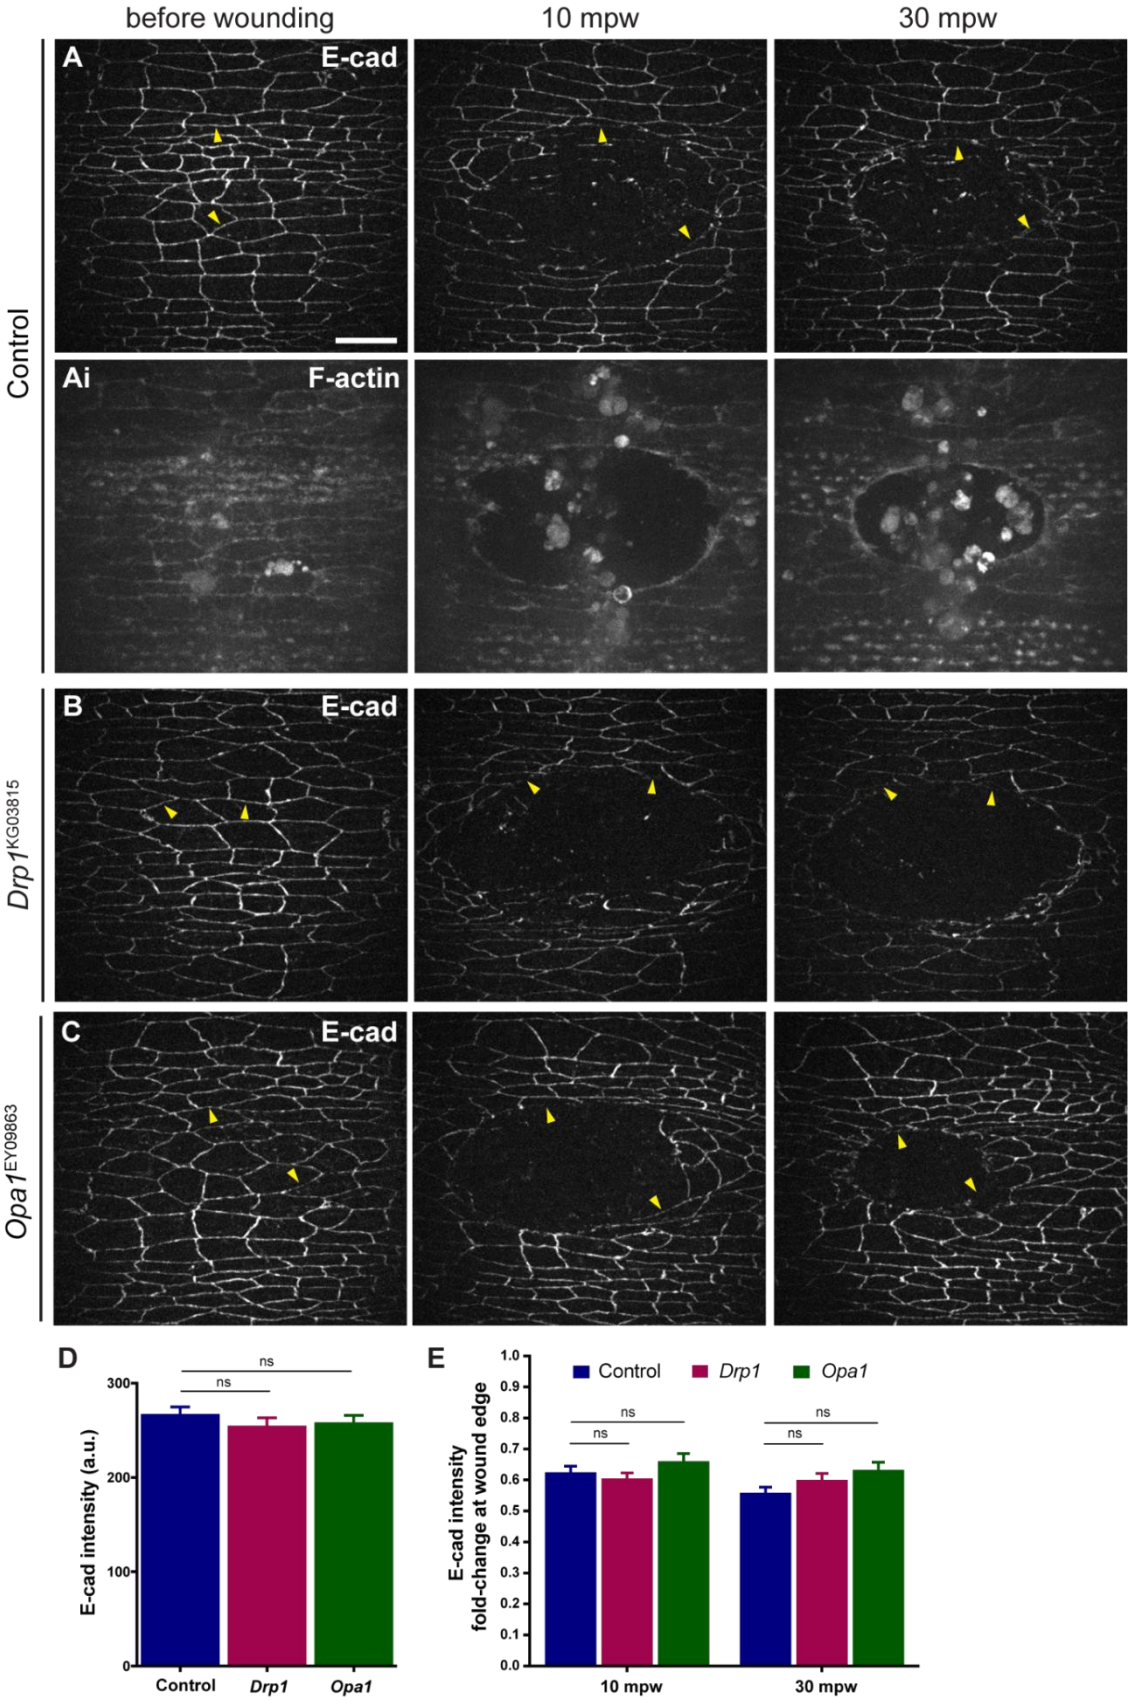 before wounding 10 mpw 30 mpw
Control
A E-cad
Ai F-actin
Drp1KG03815
B E-cad
Opa1EY09863
C E-cad
D
ns
ns
E-cad intensity (a.u.)
300
200
100
0
Control Drp1 Opa1
E
Control Drp1 Opa1
E-cad intensity
fold-change at wound edge
1.0
0.9
0.8
0.7
0.6
0.5
0.4
0.3
0.2
0.1
0.0
ns ns
ns ns
10 mpw 30 mpw